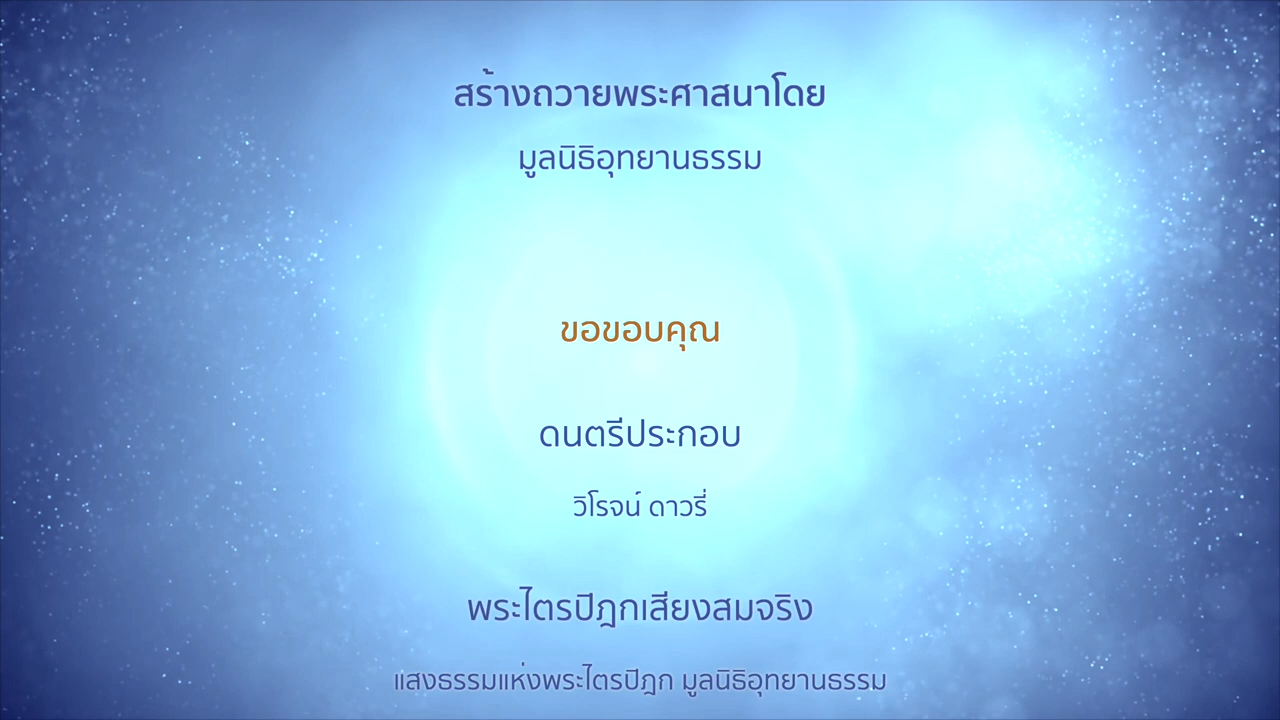 สร้างถวายพระศาสนาโดย
มูลนิธิอุทยานธรรม
ขอขอบคุณ
ดนตรีประกอบ
วิโรจน์ ดาวรี่
พระไตรปิฎกเสียงสมจริง
แสงธรรมแห่งพระไตรปิฎก มูลนิธิอุทยานธรรม